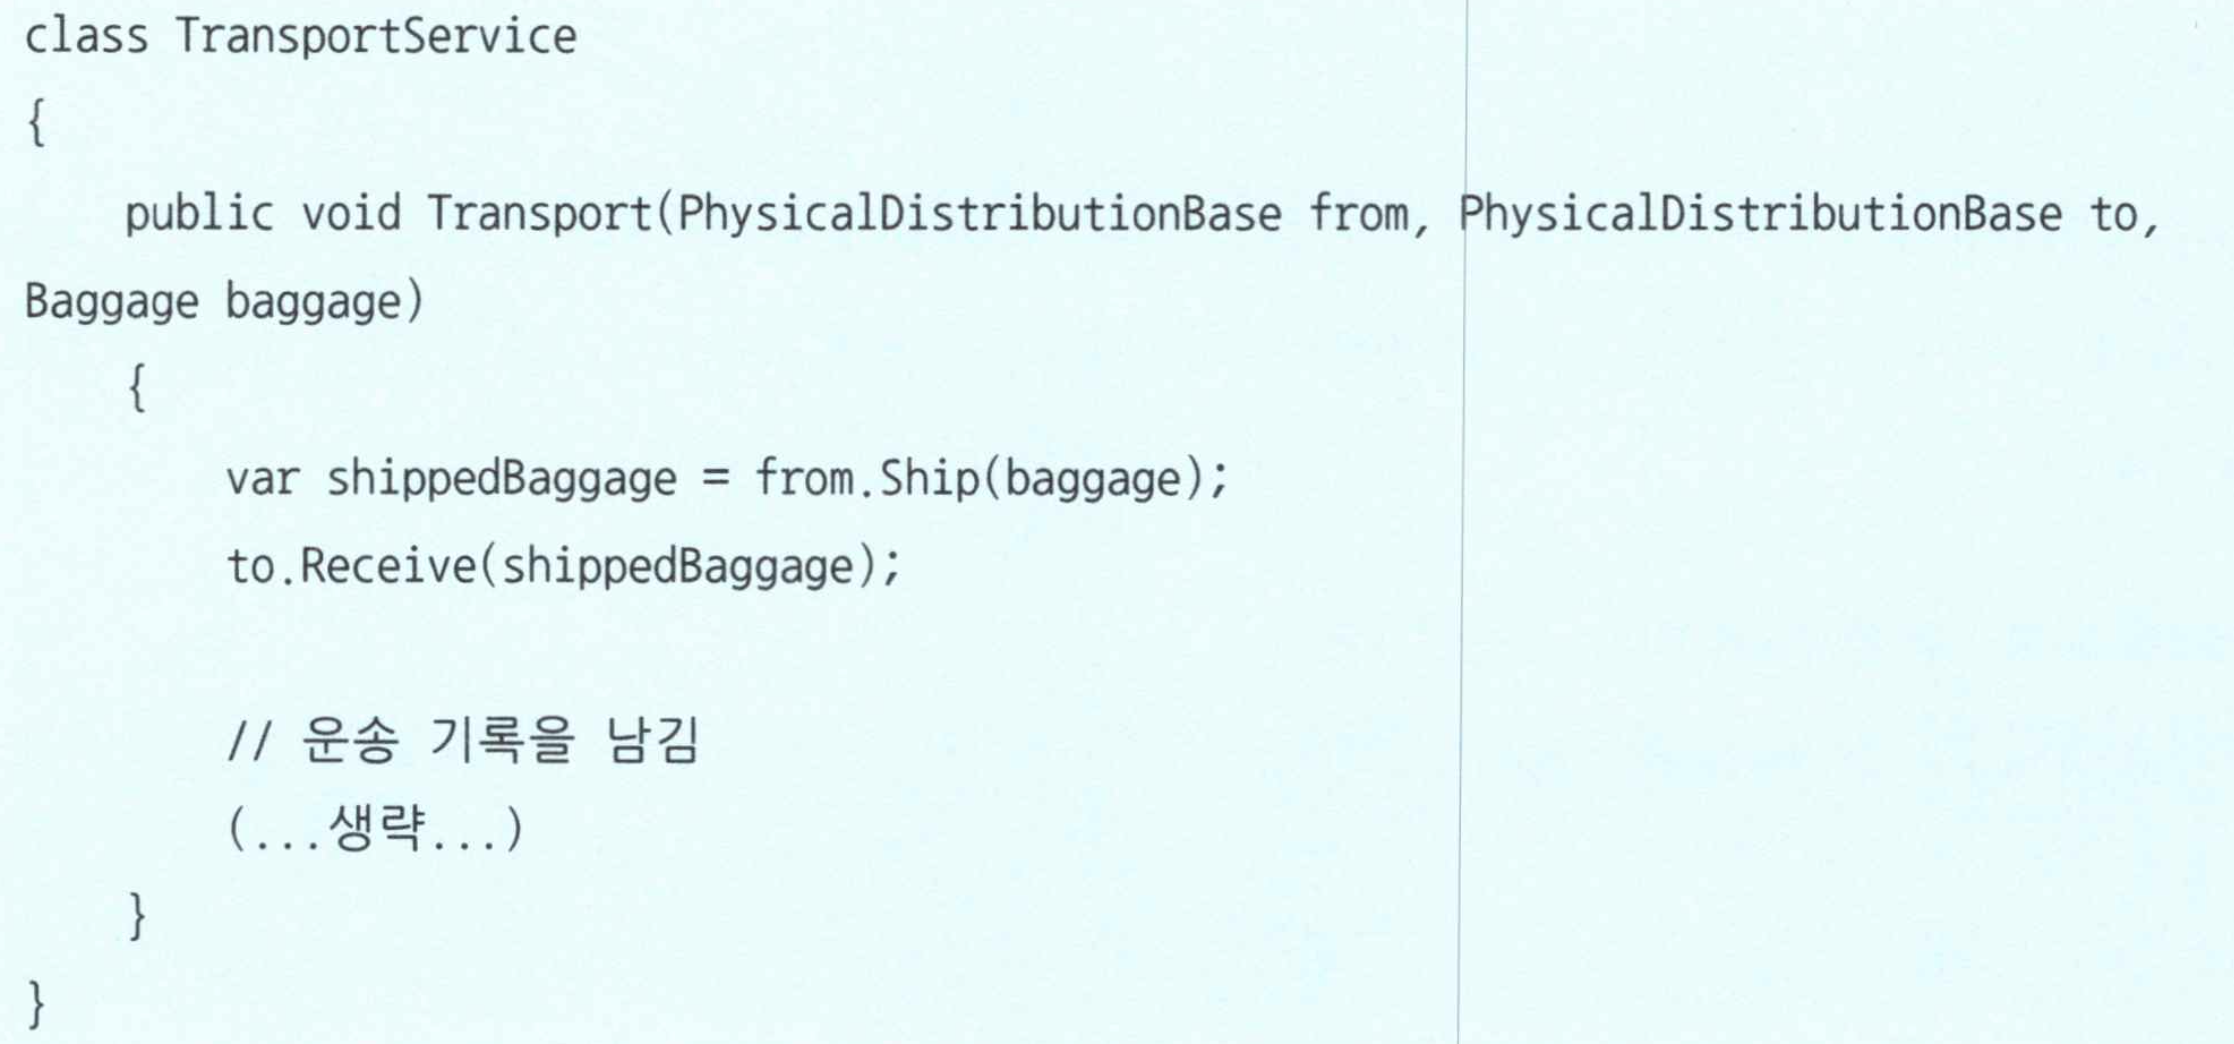 class TransportService
{
    public void Transport(PhysicalDistributionBase from, PhysicalDistributionBase to,
Baggage baggage)
    {
        var shippedBaggage = from.Ship(baggage);
        to.Receive(shippedBaggage);

        // 운송 기록을 남김
        (...생략...)
    }
}